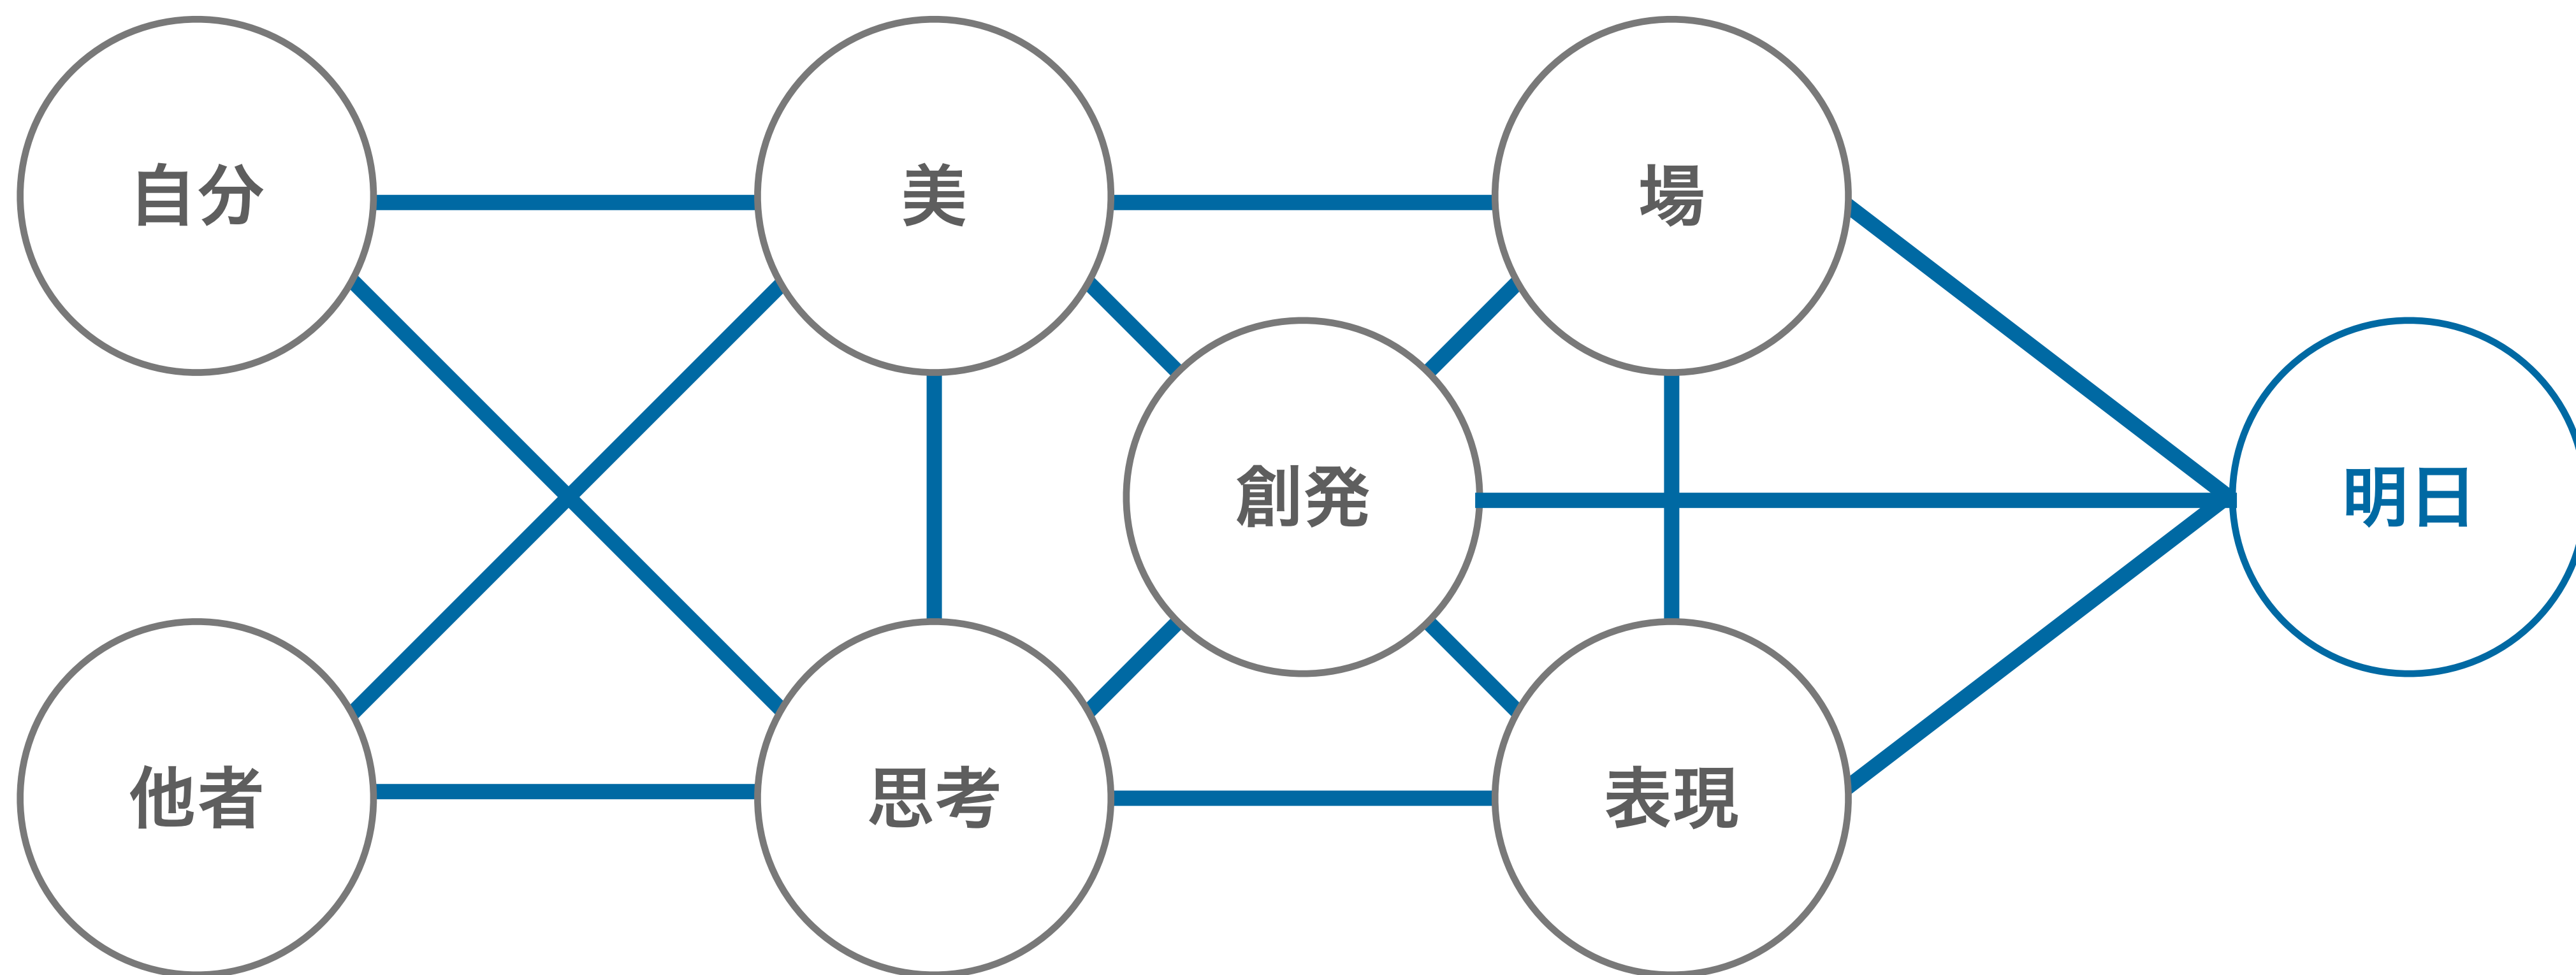 自分
美
場
創発
明日
他者
思考
表現